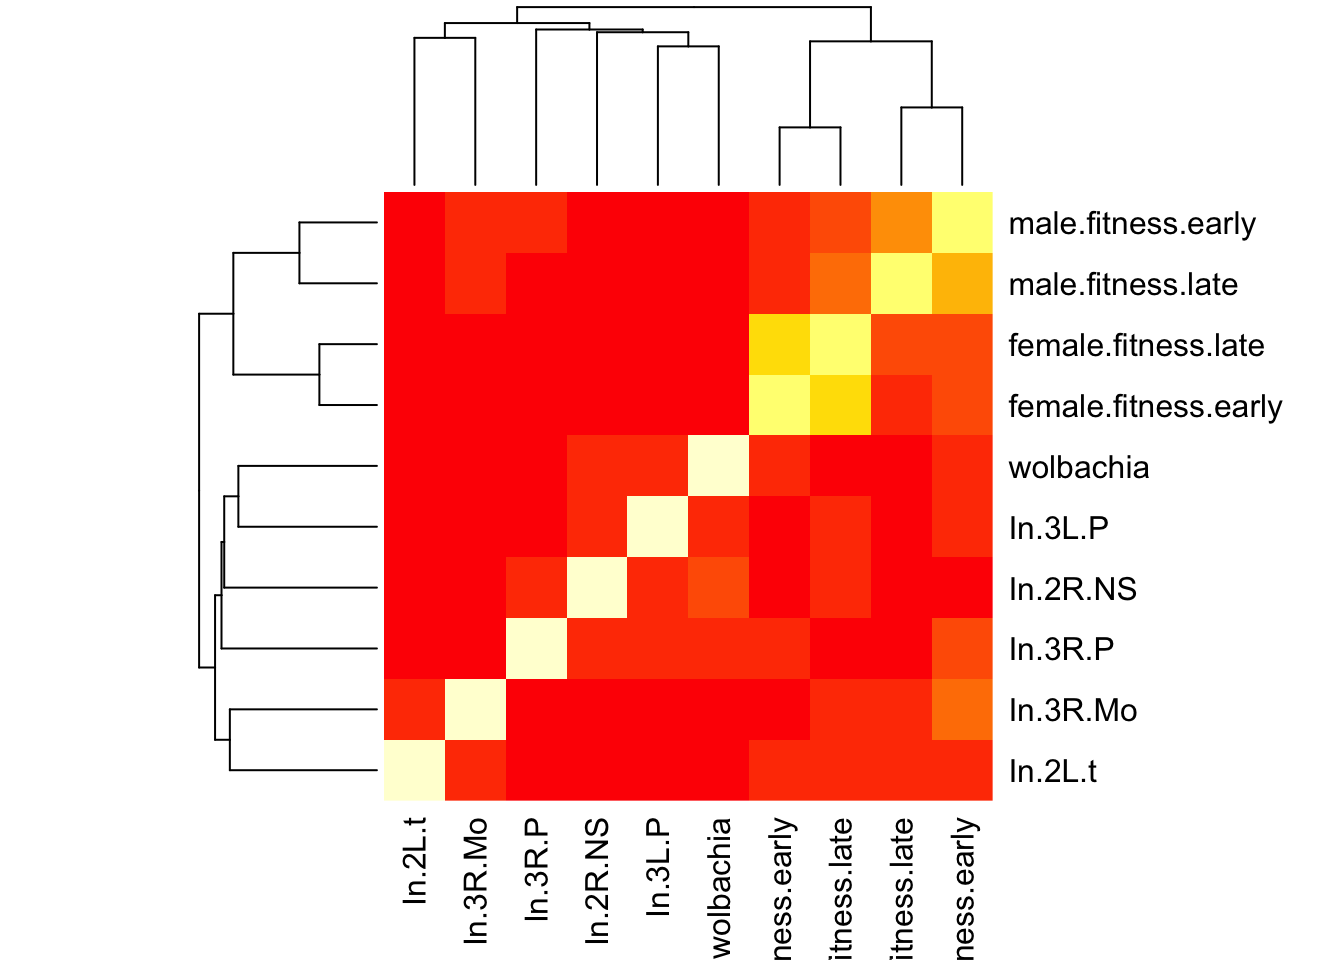 male.fitness.early
male.fitness.late
female.fitness.late
female.fitness.early
wolbachia
In.3L.P
In.2R.NS
In.3R.P
In.3R.Mo
In.2L.t
In.2L.t
In.3R.Mo
In.3R.P
In.2R.NS
In.3L.P
wolbachia
ness.early
itness.late
itness.late
ness.early